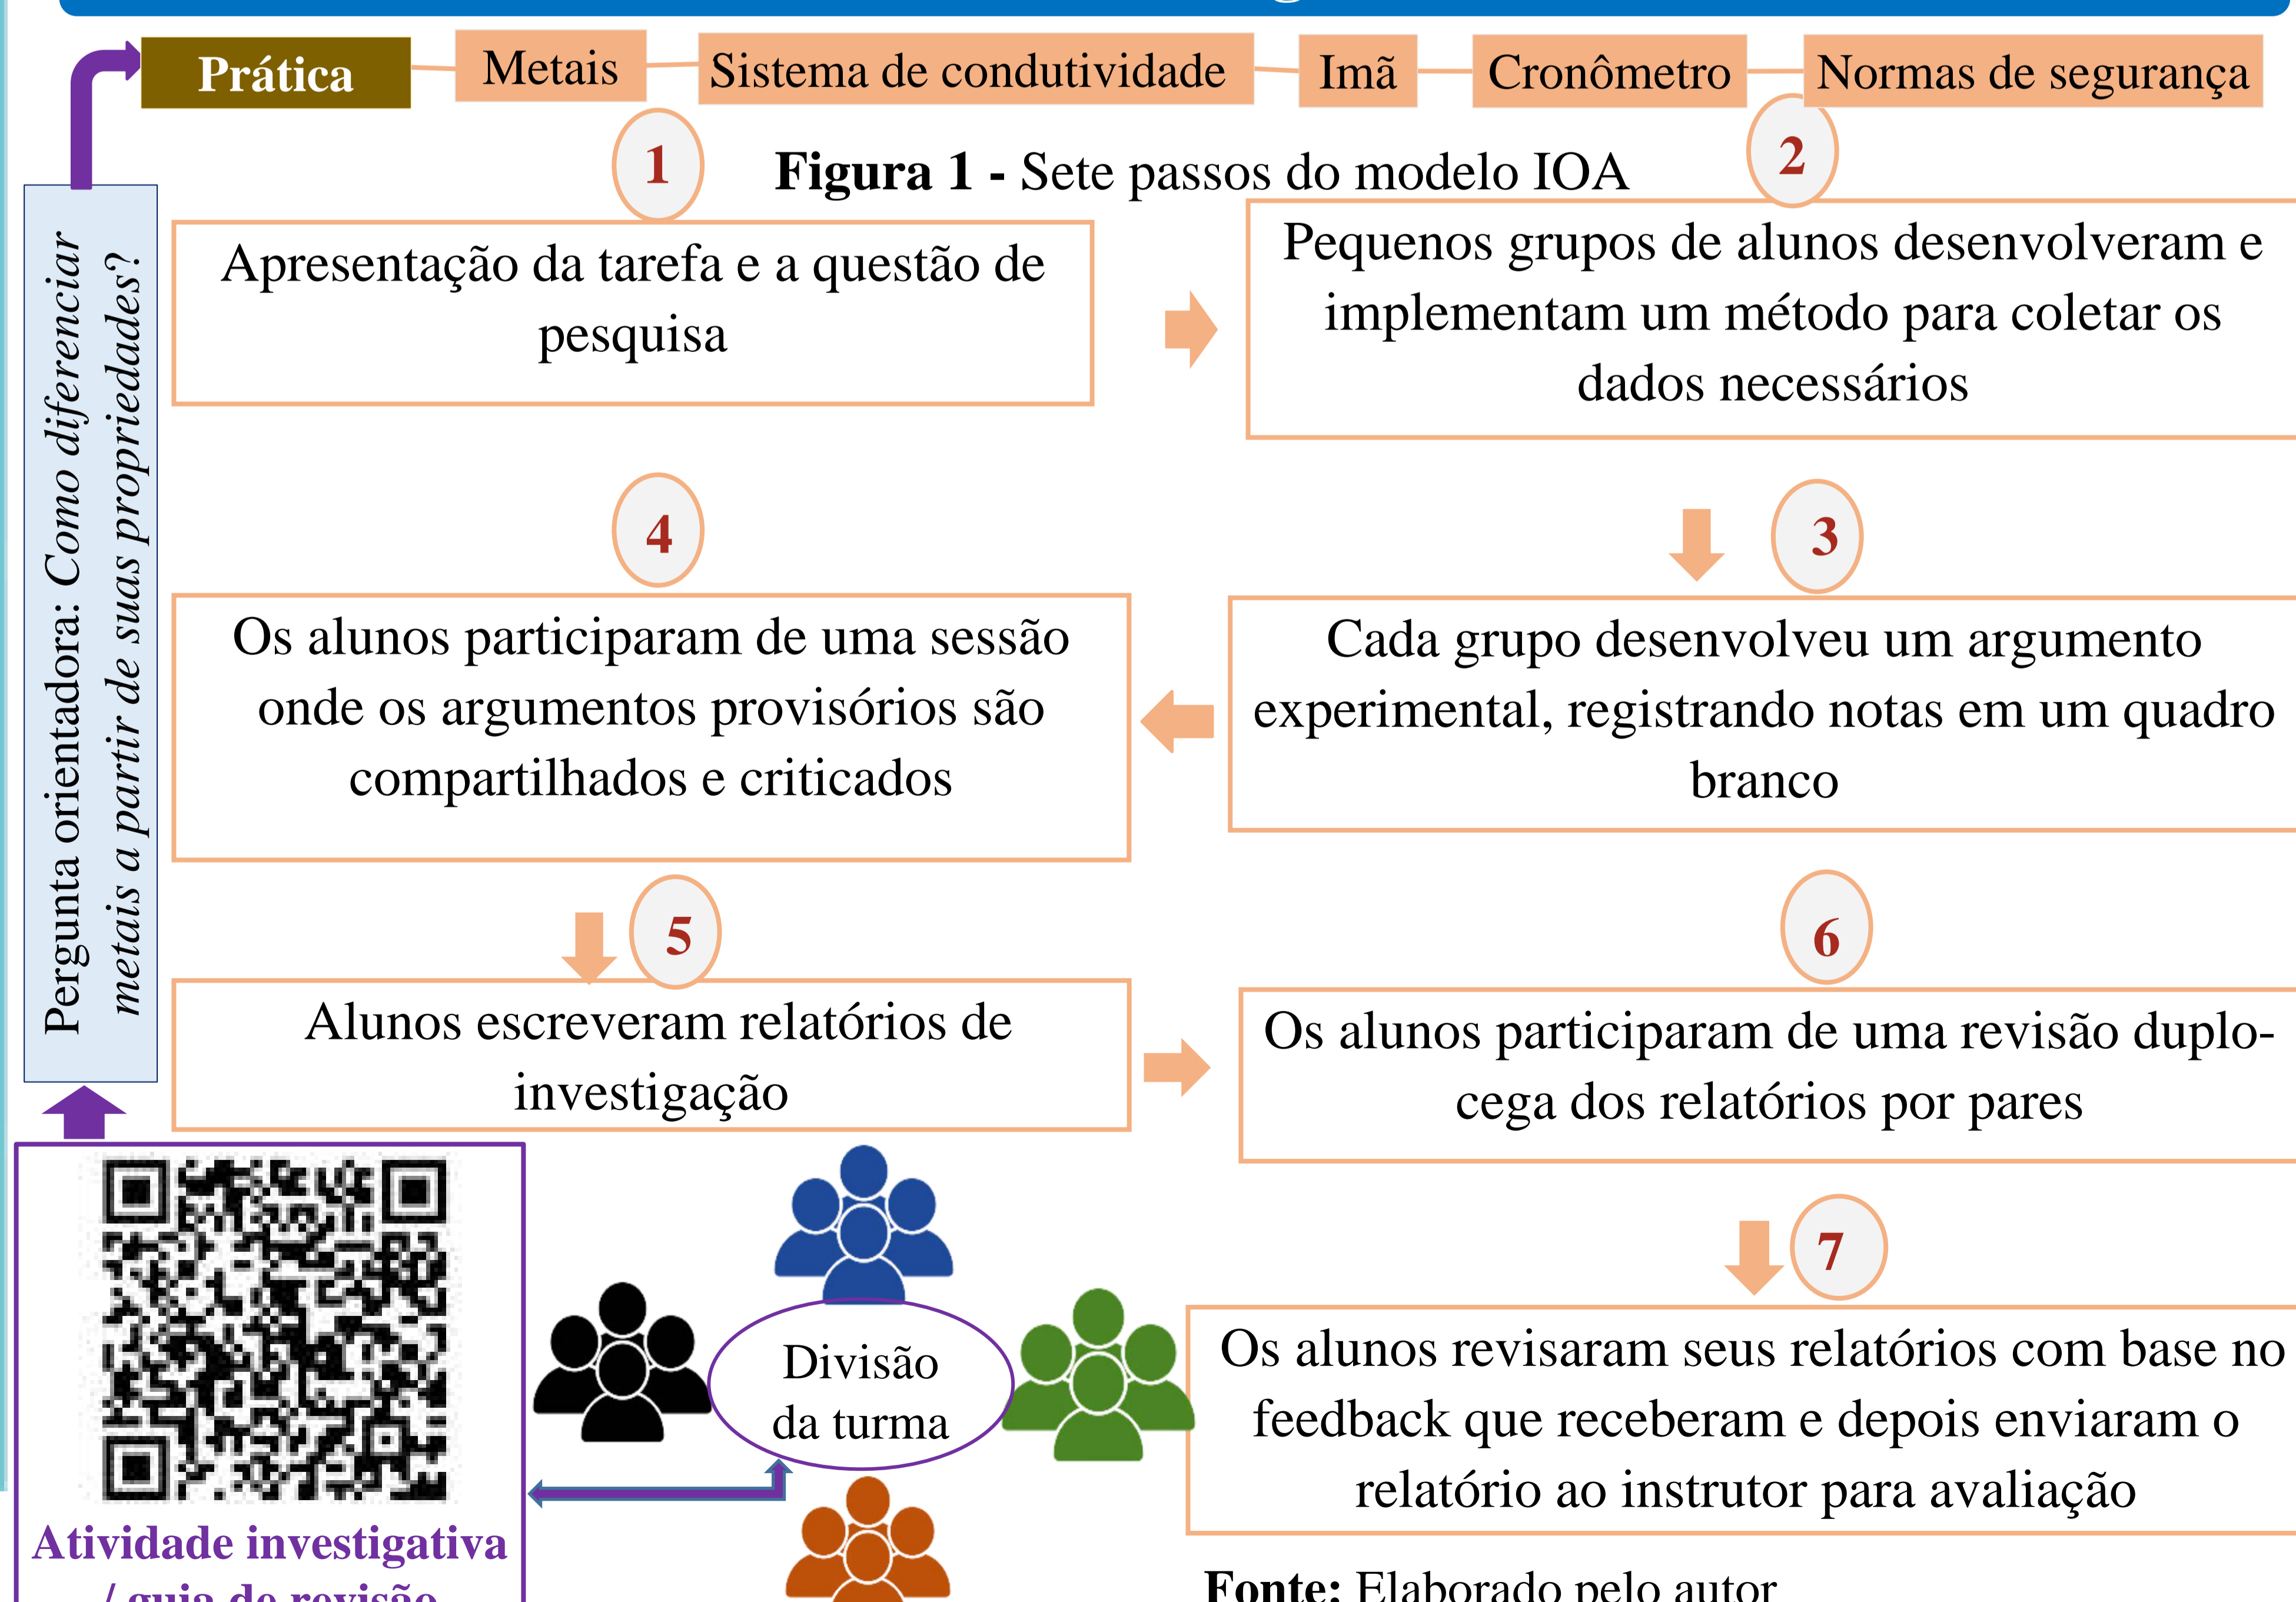 Prática
Metais
Sistema de condutividade
Imã
Cronômetro
Normas de segurança
Figura 1 - Sete passos do modelo IOA
Pergunta orientadora: Como diferenciar
metais a partir de suas propriedades?
1
Apresentação da tarefa e a questão de
pesquisa
2
Pequenos grupos de alunos desenvolveram e
implementam um método para coletar os
dados necessários
3
Cada grupo desenvolveu um argumento
experimental, registrando notas em um quadro
branco
4
Os alunos participaram de uma sessão
onde os argumentos provisórios são
compartilhados e criticados
5
Alunos escreveram relatórios de
investigação
6
Os alunos participaram de uma revisão duplo-
cega dos relatórios por pares
7
Os alunos revisaram seus relatórios com base no
feedback que receberam e depois enviaram o
relatório ao instrutor para avaliação
Divisão
da turma
Atividade investigativa
/ guia de revisão
Fonte: Elaborado pelo autor